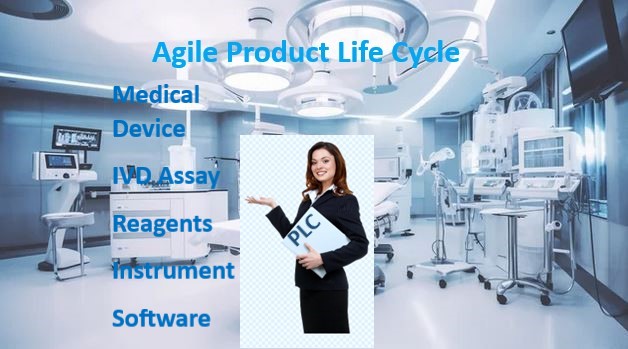 Agile Product Life Cycle
Medical
Device
IVD Assay
Reagents
Instrument
Software
PLC